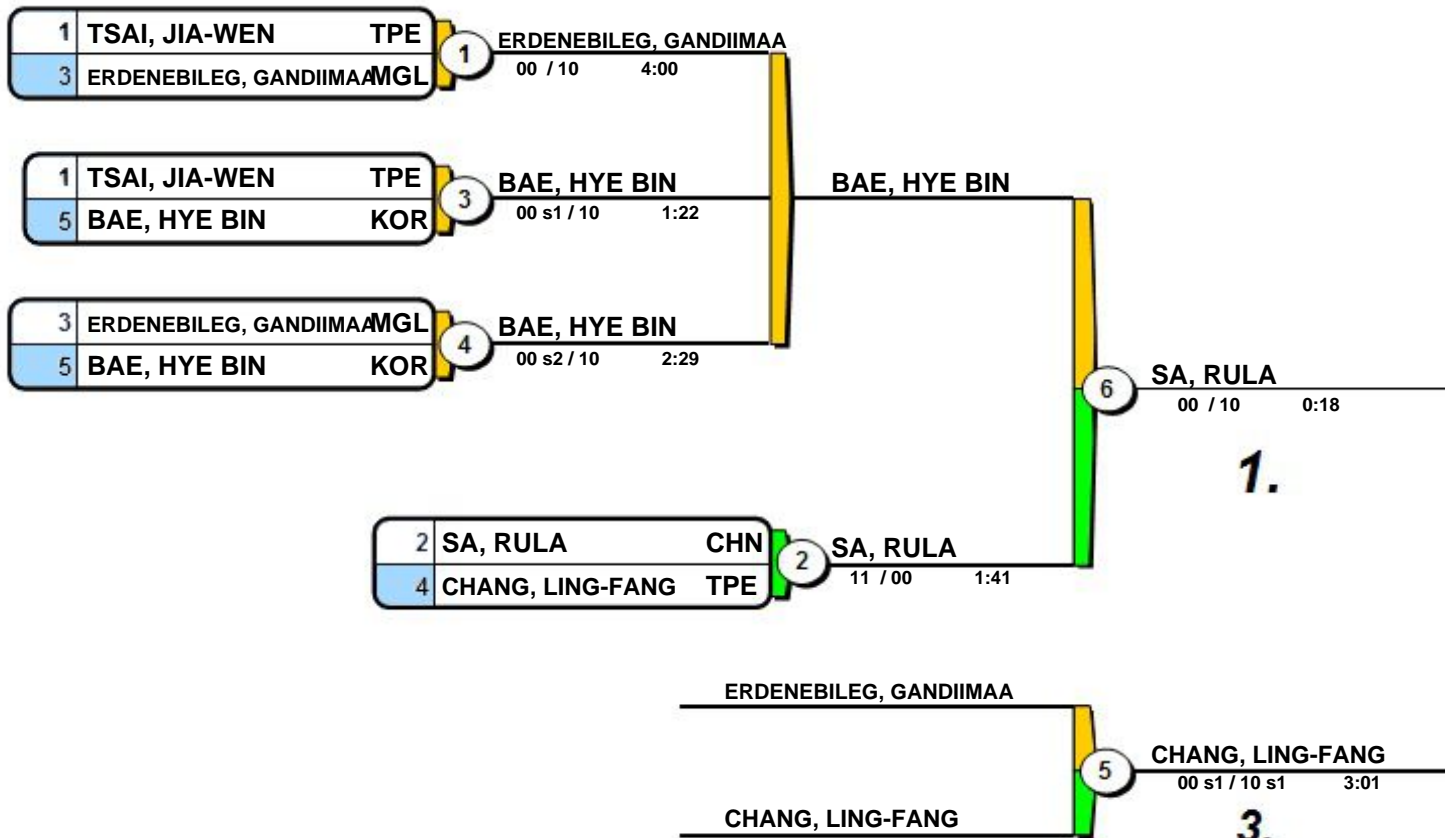 1 TSAI, JIA-WEN TPE
3 ERDENEBILEG, GANDIIMAA MGL
1
ERDENEBILEG, GANDIIMAA
00 / 10 4:00
1 TSAI, JIA-WEN TPE
5 BAE, HYE BIN KOR
3
BAE, HYE BIN
00 s1 / 10 1:22
BAE, HYE BIN
3 ERDENEBILEG, GANDIIMAA MGL
5 BAE, HYE BIN KOR
4
BAE, HYE BIN
00 s2 / 10 2:29
6
SA, RULA
00 / 10 0:18
1.
2 SA, RULA CHN
4 CHANG, LING-FANG TPE
2
SA, RULA
11 / 00 1:41
ERDENEBILEG, GANDIIMAA
5
CHANG, LING-FANG
00 s1 / 10 s1 3:01
CHANG, LING-FANG
3.